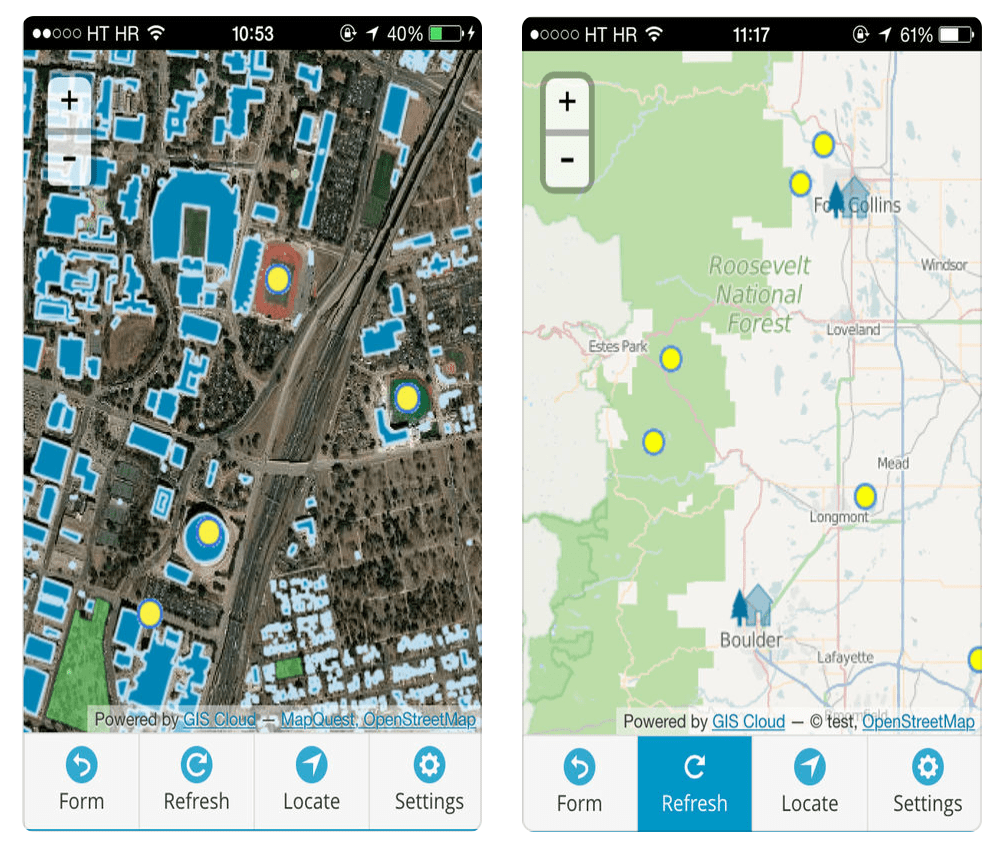 HT HR 10:53 40%
+
-
Powered by GIS Cloud — MapQuest, OpenStreetMap
Form Refresh Locate Settings
HT HR 11:17 61%
+
-
Fort Collins
Windsor
Roosevelt
National
Forest
Loveland
Estes Park
Mead
Longmont
Boulder
Lafayette
Powered by GIS Cloud — © test, OpenStreetMap
Form Refresh Locate Settings